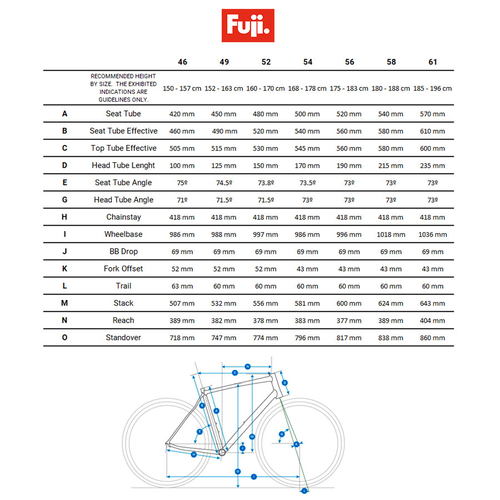 Fuji.
46 49 52 54 56 58 61
RECOMMENDED HEIGHT
BY SIZE. THE EXHIBITED
INDICATIONS ARE
GUIDELINES ONLY.
150 - 157 cm 152 - 163 cm 160 - 170 cm 168 - 178 cm 175 - 183 cm 180 - 188 cm 185 - 196 cm
A Seat Tube 420 mm 450 mm 480 mm 500 mm 520 mm 540 mm 570 mm
B Seat Tube Effective 460 mm 490 mm 520 mm 540 mm 560 mm 580 mm 610 mm
C Top Tube Effective 505 mm 515 mm 530 mm 545 mm 560 mm 580 mm 600 mm
D Head Tube Lenght 100 mm 125 mm 150 mm 170 mm 190 mm 215 mm 235 mm
E Seat Tube Angle 75º 74.5º 73.8º 73.5º 73º 73º 73º
G Head Tube Angle 71º 71.5º 71.5º 73º 73º 73º 73º
H Chainstay 418 mm 418 mm 418 mm 418 mm 418 mm 418 mm 418 mm
I Wheelbase 986 mm 988 mm 997 mm 986 mm 996 mm 1018 mm 1036 mm
J BB Drop 69 mm 69 mm 69 mm 69 mm 69 mm 69 mm 69 mm
K Fork Offset 52 mm 52 mm 52 mm 43 mm 43 mm 43 mm 43 mm
L Trail 63 mm 60 mm 60 mm 60 mm 60 mm 60 mm 60 mm
M Stack 507 mm 532 mm 556 mm 581 mm 600 mm 624 mm 643 mm
N Reach 389 mm 382 mm 378 mm 383 mm 377 mm 389 mm 404 mm
O Standover 718 mm 747 mm 774 mm 796 mm 817 mm 838 mm 860 mm